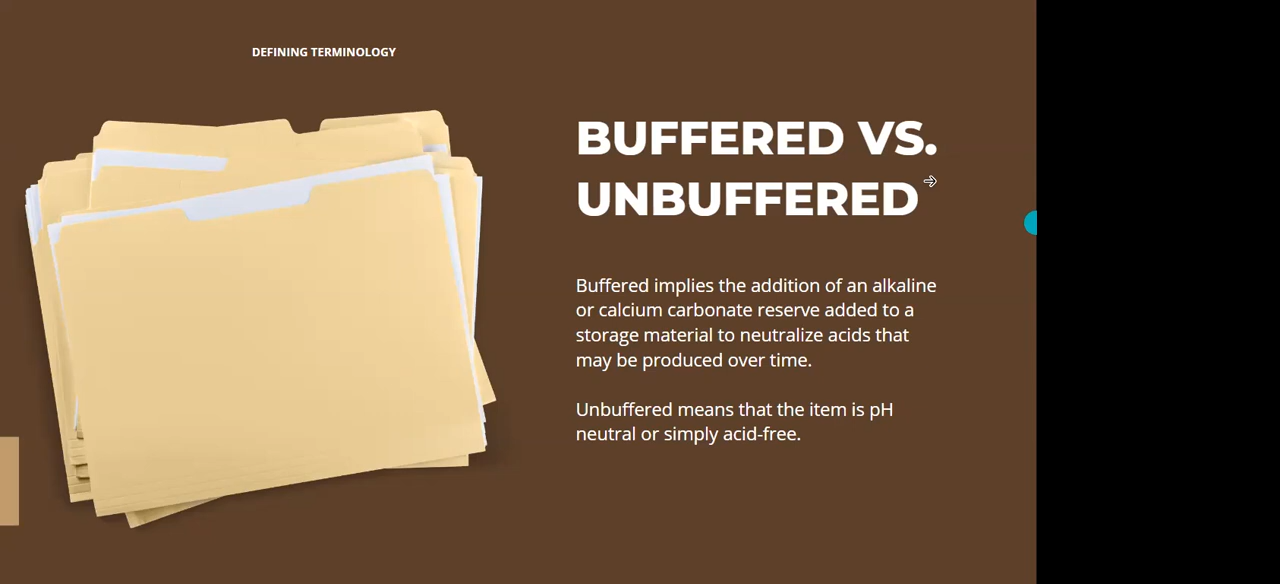 DEFINING TERMINOLOGY
BUFFERED VS.
UNBUFFERED
Buffered implies the addition of an alkaline
or calcium carbonate reserve added to a
storage material to neutralize acids that
may be produced over time.
Unbuffered means that the item is pH
neutral or simply acid-free.